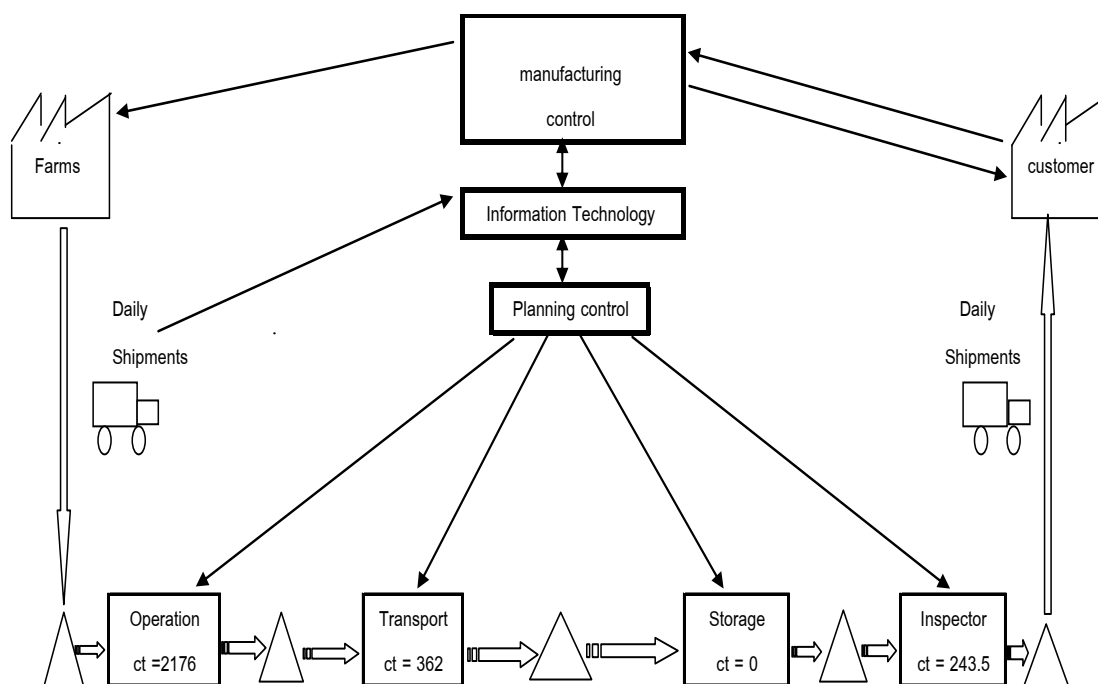 manufacturing
control
Farms
customer
Information Technology
Daily
Shipments
Planning control
Daily
Shipments
Operation
ct =2176
Transport
ct = 362
Storage
ct = 0
Inspector
ct = 243.5